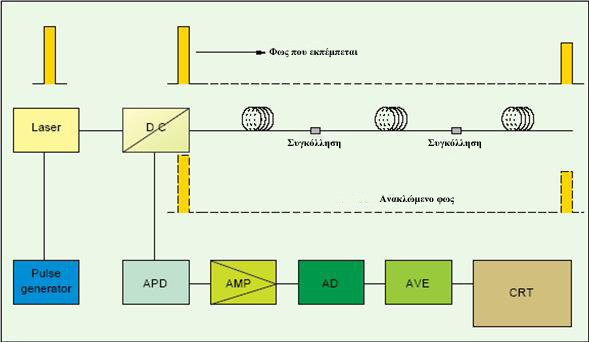 Φως που εκπέμπεται
Laser
D C
Συγκόλληση
Συγκόλληση
Ανακλώμενο φως
Pulse
generator
APD
AMP
AD
AVE
CRT